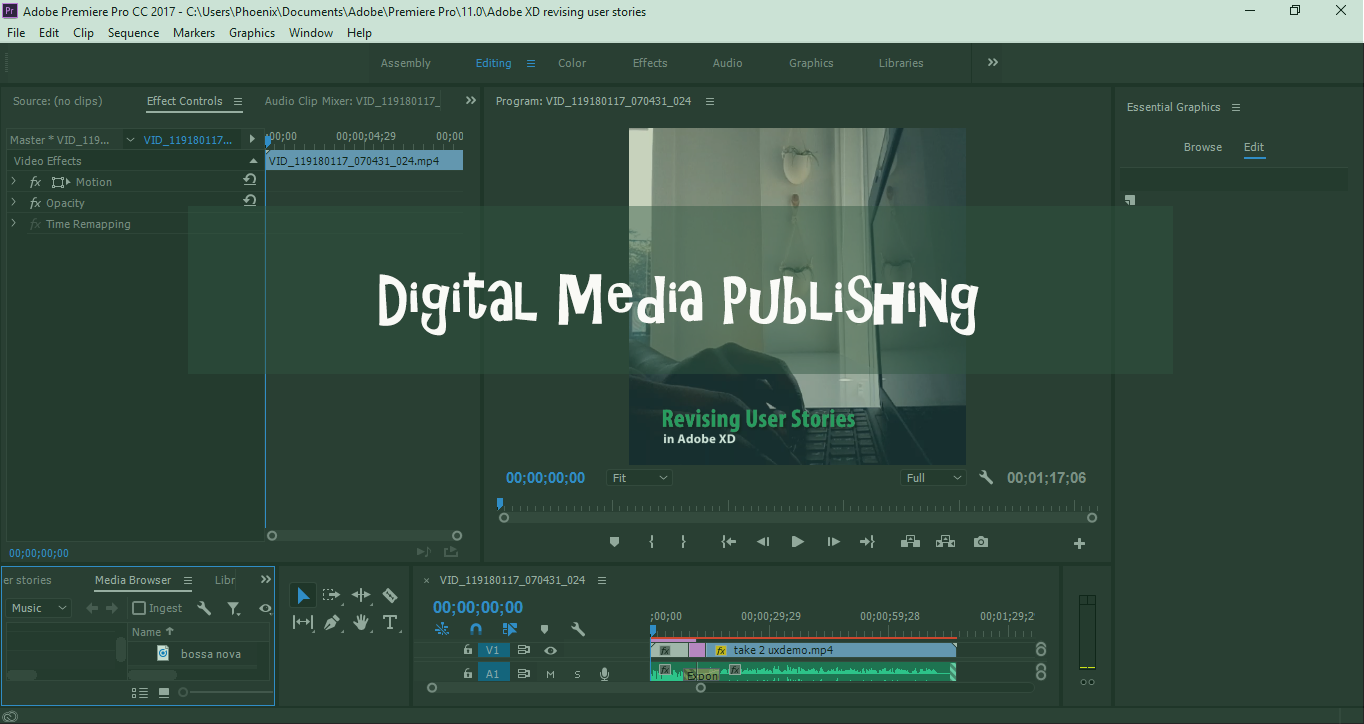 Pr Adobe Premiere Pro CC 2017 - C:\Users\Phoenix\Documents\Adobe\Premiere Pro\11.0\Adobe XD revising user stories
File Edit Clip Sequence Markers Graphics Window Help
Assembly Editing Color Effects Audio Graphics Libraries
Source: (no clips) Effect Controls Audio Clip Mixer: VID_119180117_
Program: VID_119180117_070431_024
Essential Graphics
Browse Edit
Master * VID_119... VID_119180117...
;00;00 00;00;04;29 00;00
Video Effects
VID_119180117_070431_024.mp4
fx Motion
fx Opacity
fx Time Remapping
Digital Media Publishing
Revising User Stories
in Adobe XD
00;00;00;00 Fit Full 00;01;17;06
00;00;00;00
er stories Media Browser Libr
Music Ingest
Name
bossa nova
× VID_119180117_070431_024
00;00;00;00
;00;00 00;00;29;29 00;00;59;28 00;01;29;2
V1 fx fx take 2 uxdemo.mp4
A1 M S fx fx
Expon